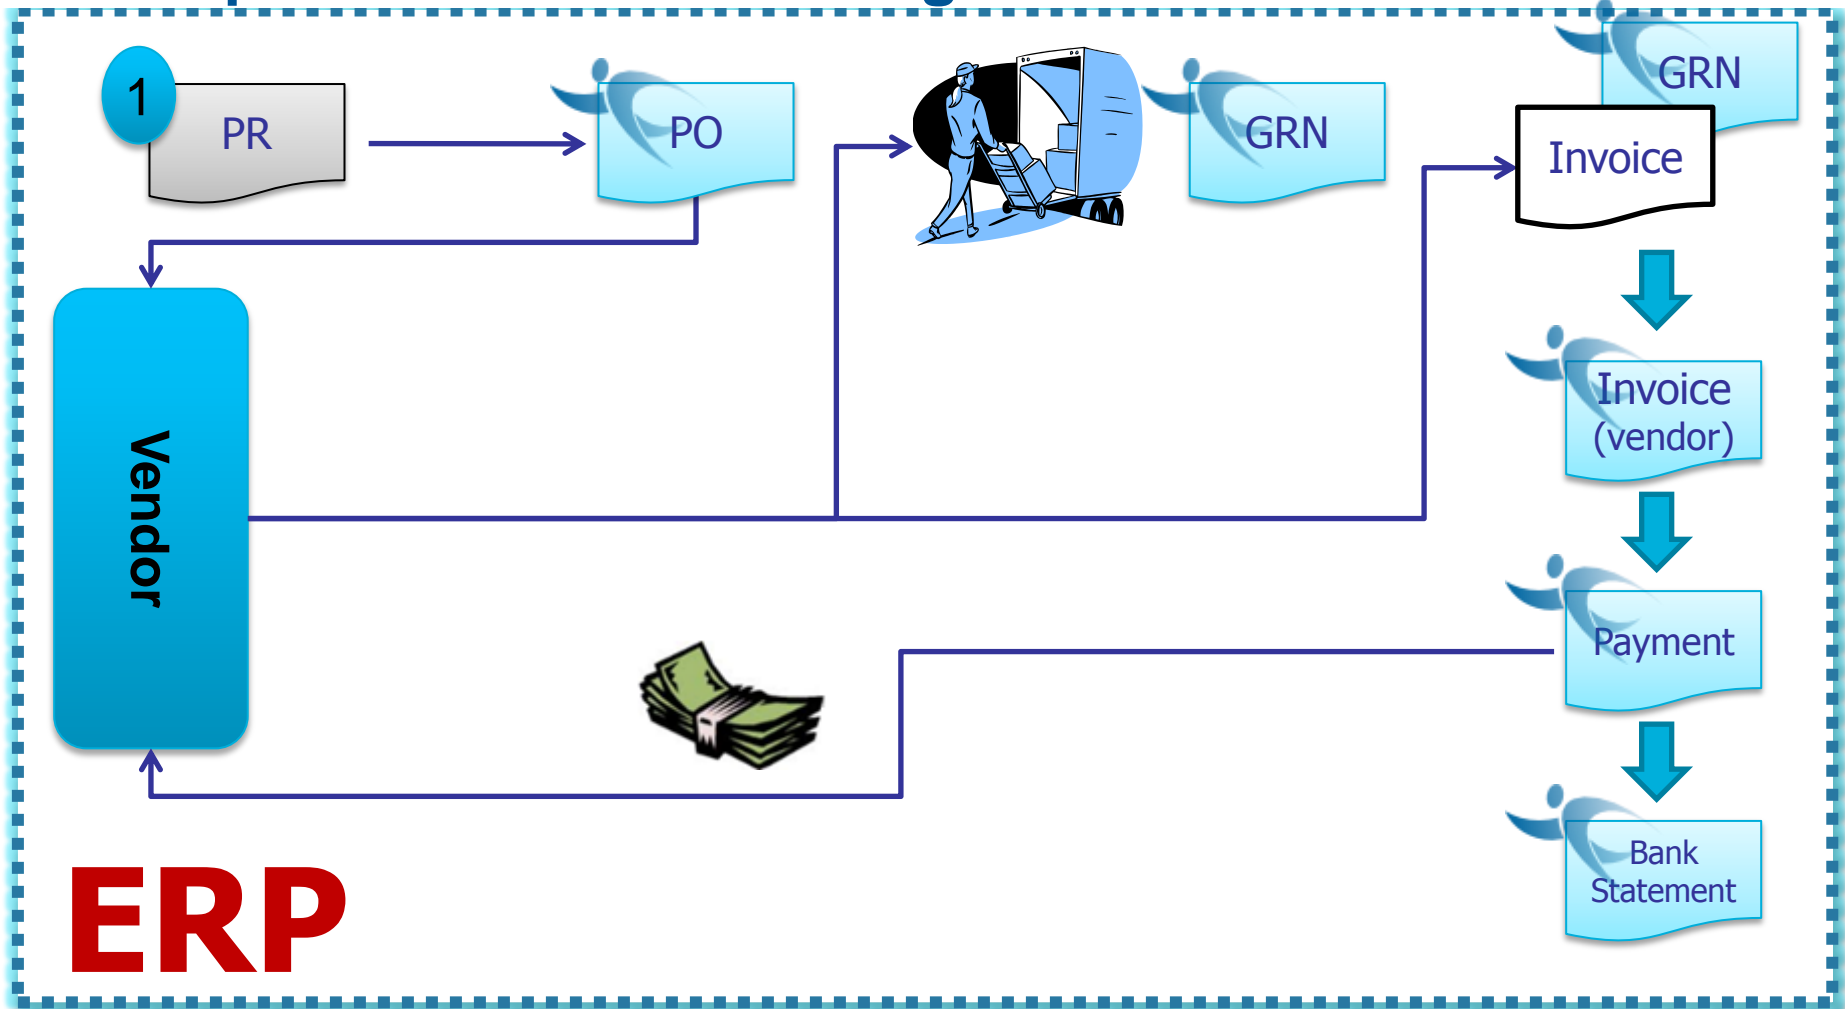 1
PR
PO
GRN
GRN
Invoice
Invoice
(vendor)
Vendor
Payment
Bank
Statement
ERP